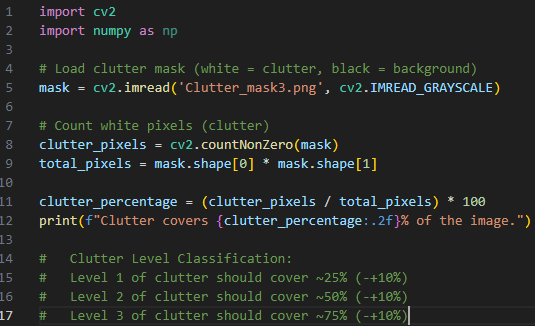 1 import cv2
2 import numpy as np
3
4 # Load clutter mask (white = clutter, black = background)
5 mask = cv2.imread('Clutter_mask3.png', cv2.IMREAD_GRAYSCALE)
6
7 # Count white pixels (clutter)
8 clutter_pixels = cv2.countNonZero(mask)
9 total_pixels = mask.shape[0] * mask.shape[1]
10
11 clutter_percentage = (clutter_pixels / total_pixels) * 100
12 print(f"Clutter covers {clutter_percentage:.2f}% of the image.")
13
14 #   Clutter Level Classification:
15 #   Level 1 of clutter should cover ~25% (-+10%)
16 #   Level 2 of clutter should cover ~50% (-+10%)
17 #   Level 3 of clutter should cover ~75% (-+10%)